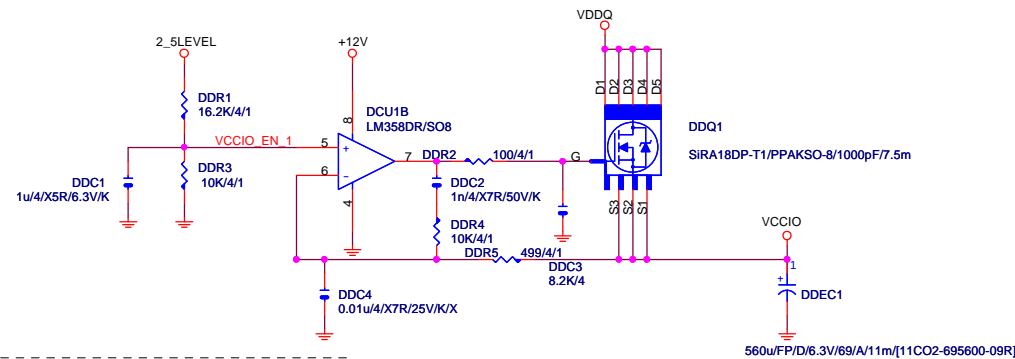 VDDQ
2_5LEVEL
+12V
D1
D2
D3
D4
D5
DDR1
16.2K/4/1
8
DCU1B
LM358DR/SO8
DDQ1
SiRA18DP-T1/PPAKSO-8/1000pF/7.5m
VCCIO_EN_1
5
+
7
DDR2
100/4/1
G
6
-
DDR3
10K/4/1
DDC1
1u/4/X5R/6.3V/K
4
DDC2
1n/4/X7R/50V/K
S3
S2
S1
DDR4
10K/4/1
VCCIO
DDR5
499/4/1
DDC3
8.2K/4
1
+
DDEC1
DDC4
0.01u/4/X7R/25V/K/X
560u/FP/D/6.3V/69/A/11m/[11CO2-695600-09R]